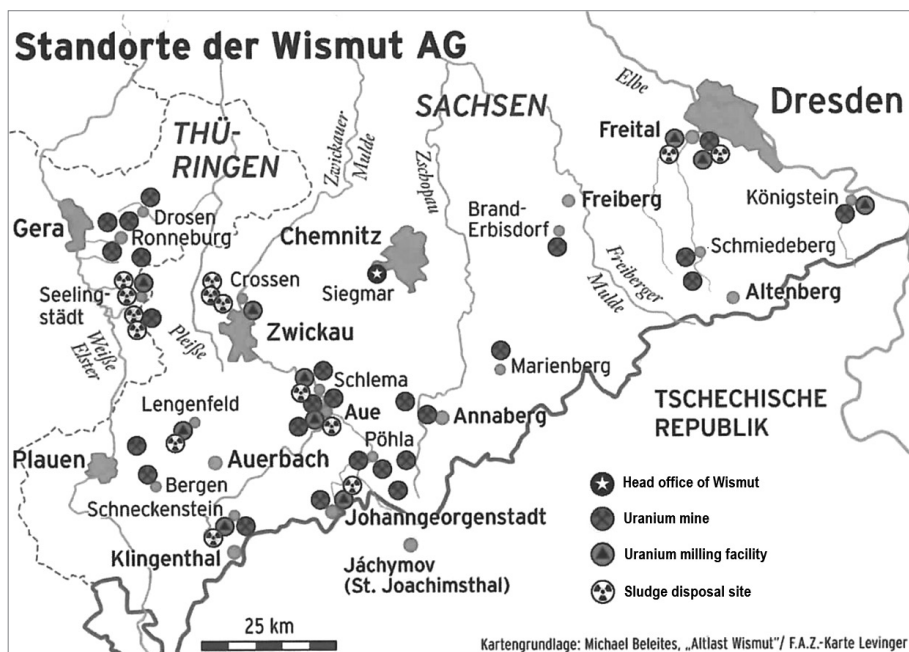 Standorte der Wismut AG
THÜ-
RINGEN
SACHSEN
Zwickauer
Mulde
Zschopau
Elbe
Dresden
Freital
Freiberg
Brand-
Erbisdorf
Königstein
Schmiedeberg
Altenberg
Freiberger
Mulde
Gera
Drosen
Ronneburg
Chemnitz
Siegmar
Crossen
Seeling-
städt
Weiße
Elster
Pleiße
Zwickau
Marienberg
Schlema
Aue
Annaberg
TSCHECHISCHE
REPUBLIK
Lengenfeld
Pöhla
Plauen
Auerbach
Bergen
Schneckenstein
Johanngeorgenstadt
Klingenthal
Jáchymov
(St. Joachimsthal)
Head office of Wismut
Uranium mine
Uranium milling facility
Sludge disposal site
25 km
Kartengrundlage: Michael Beleites, „Altlast Wismut"/ F.A.Z.-Karte Levinger